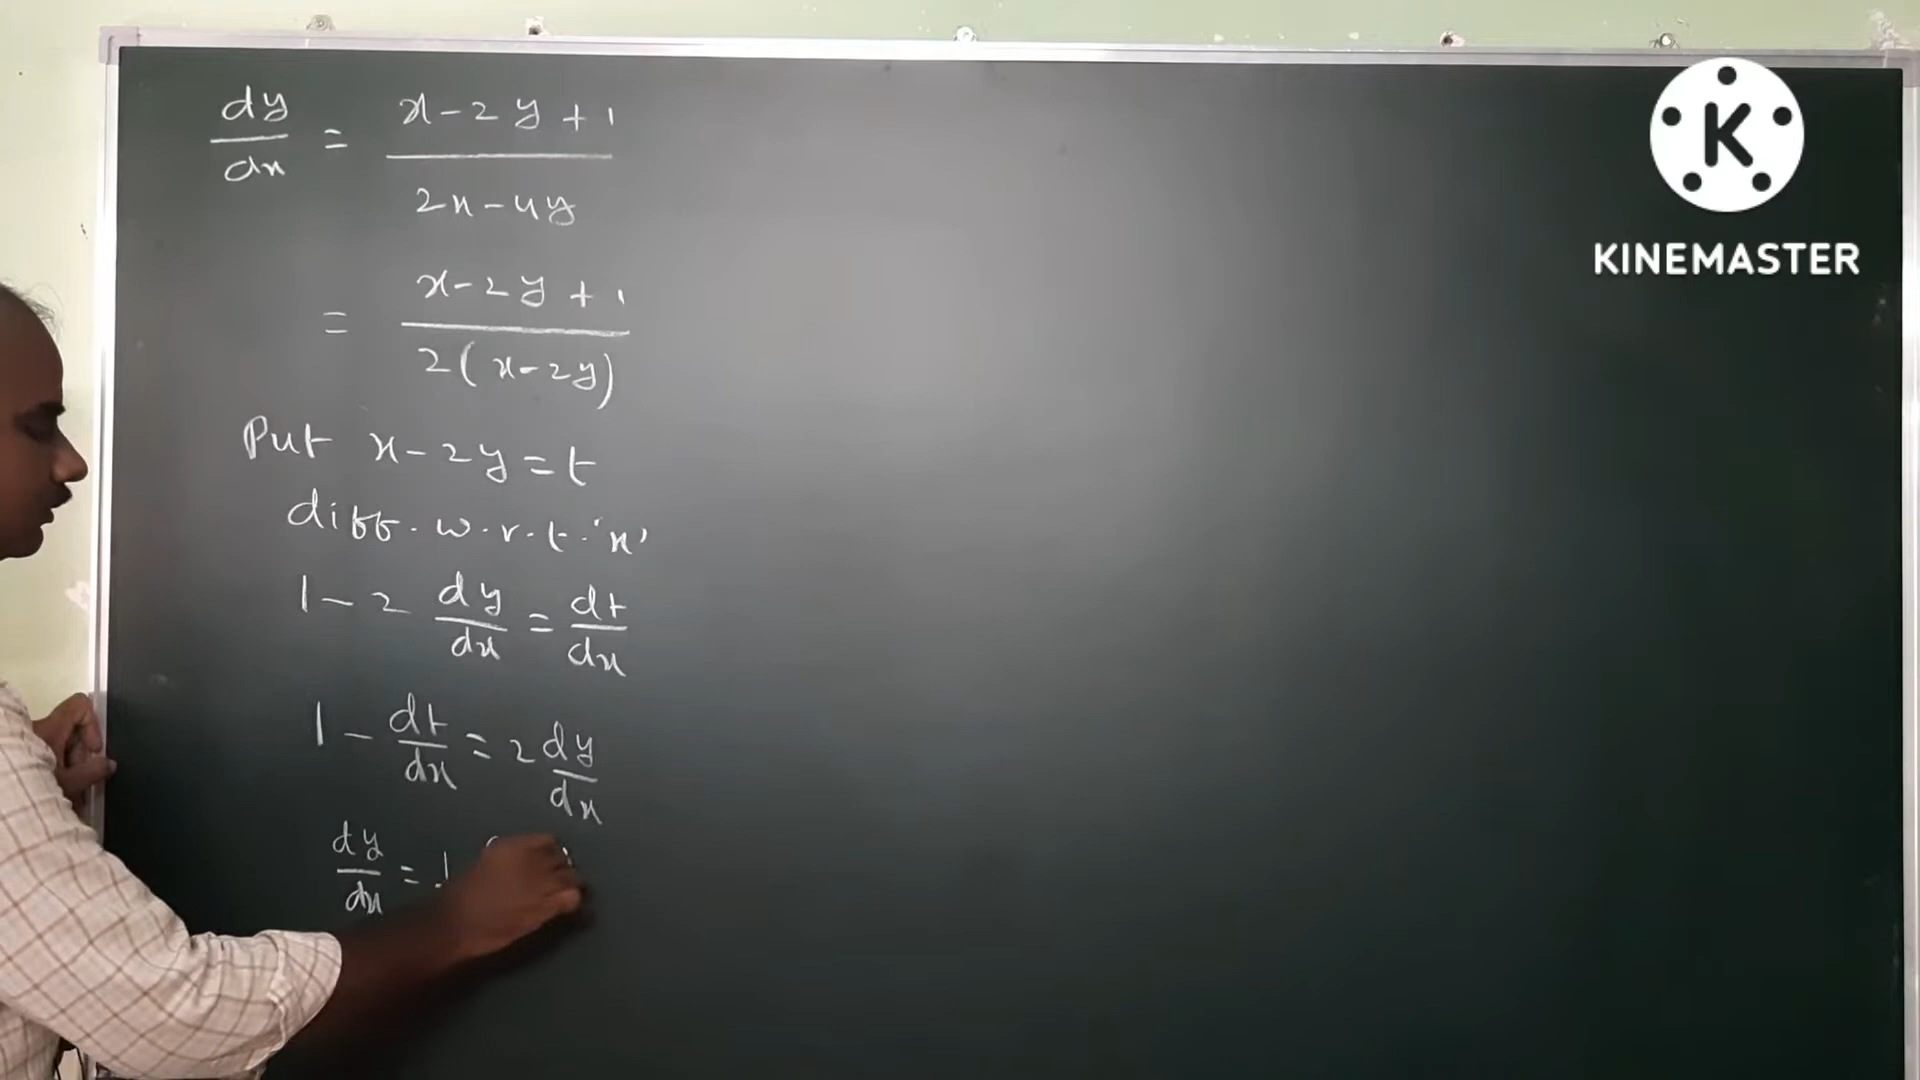 dy/dx = x-2y+1 / 2x-4y
= x-2y+1 / 2(x-2y)
Put x-2y=t
diff. w.r.t. 'x'
1-2 dy/dx = dt/dx
1 - dt/dx = 2 dy/dx
dy/dx =
K
KINEMASTER